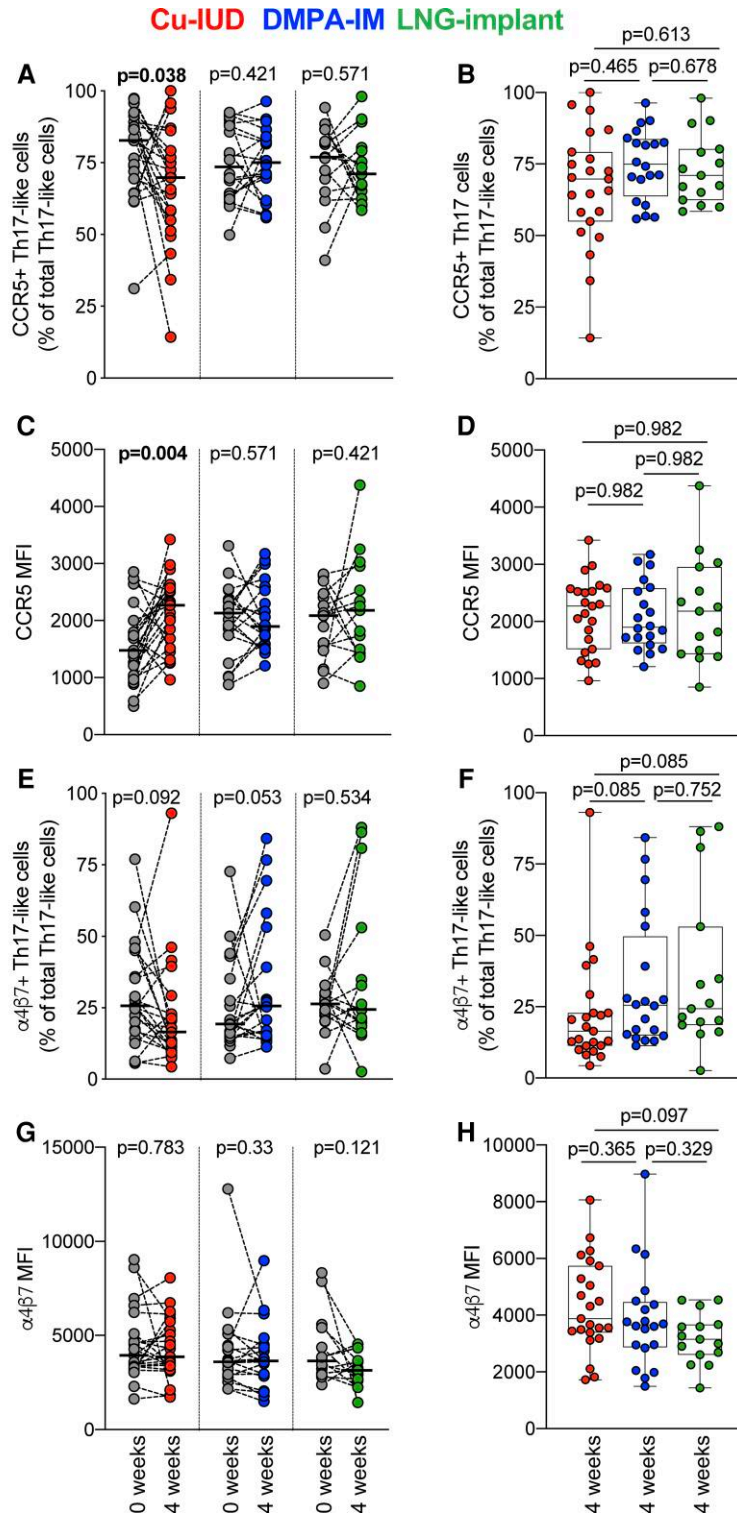 Cu-IUD DMPA-IM LNG-implant
A
p=0.038 p=0.421 p=0.571
CCR5+ Th17-like cells
(% of total Th17-like cells)
100
75
50
25
0
B
p=0.613
p=0.465 p=0.678
CCR5+ Th17 cells
(% of total Th17-like cells)
100
75
50
25
0
C
p=0.004 p=0.571 p=0.421
CCR5 MFI
5000
4000
3000
2000
1000
0
D
p=0.982
p=0.982
p=0.982
CCR5 MFI
5000
4000
3000
2000
1000
0
E
p=0.092 p=0.053 p=0.534
α4β7+ Th17-like cells
(% of total Th17-like cells)
100
75
50
25
0
F
p=0.085
p=0.085 p=0.752
α4β7+ Th17-like cells
(% of total Th17-like cells)
100
75
50
25
0
G
p=0.783 p=0.33 p=0.121
α4β7 MFI
15000
10000
5000
0
0 weeks
4 weeks
0 weeks
4 weeks
0 weeks
4 weeks
H
p=0.097
p=0.365 p=0.329
α4β7 MFI
10000
8000
6000
4000
2000
0
4 weeks
4 weeks
4 weeks